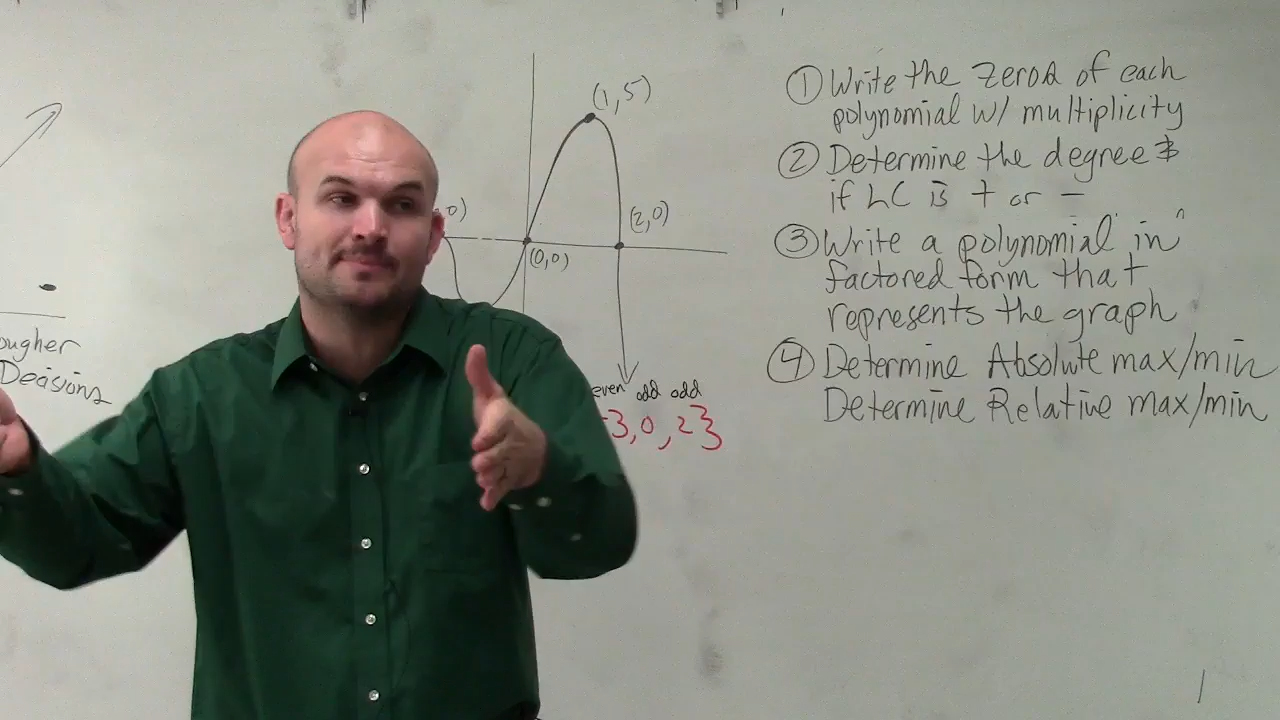 (1,5)
,0)
(2,0)
(0,0)
ougher
Decisions
even odd odd
-3, 0, 2}
① Write the zeros of each
polynomial w/ multiplicity
② Determine the degree &
if LC is + or -
③ Write a polynomial in
factored form that
represents the graph
④ Determine Absolute max/min
Determine Relative max/min